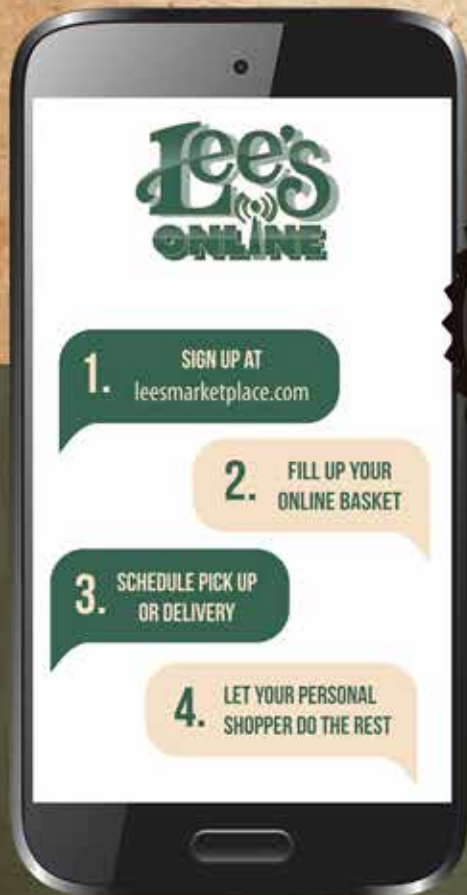 Lee's
ONLINE
1. SIGN UP AT
leesmarketplace.com
2. FILL UP YOUR
ONLINE BASKET
3. SCHEDULE PICK UP
OR DELIVERY
4. LET YOUR PERSONAL
SHOPPER DO THE REST